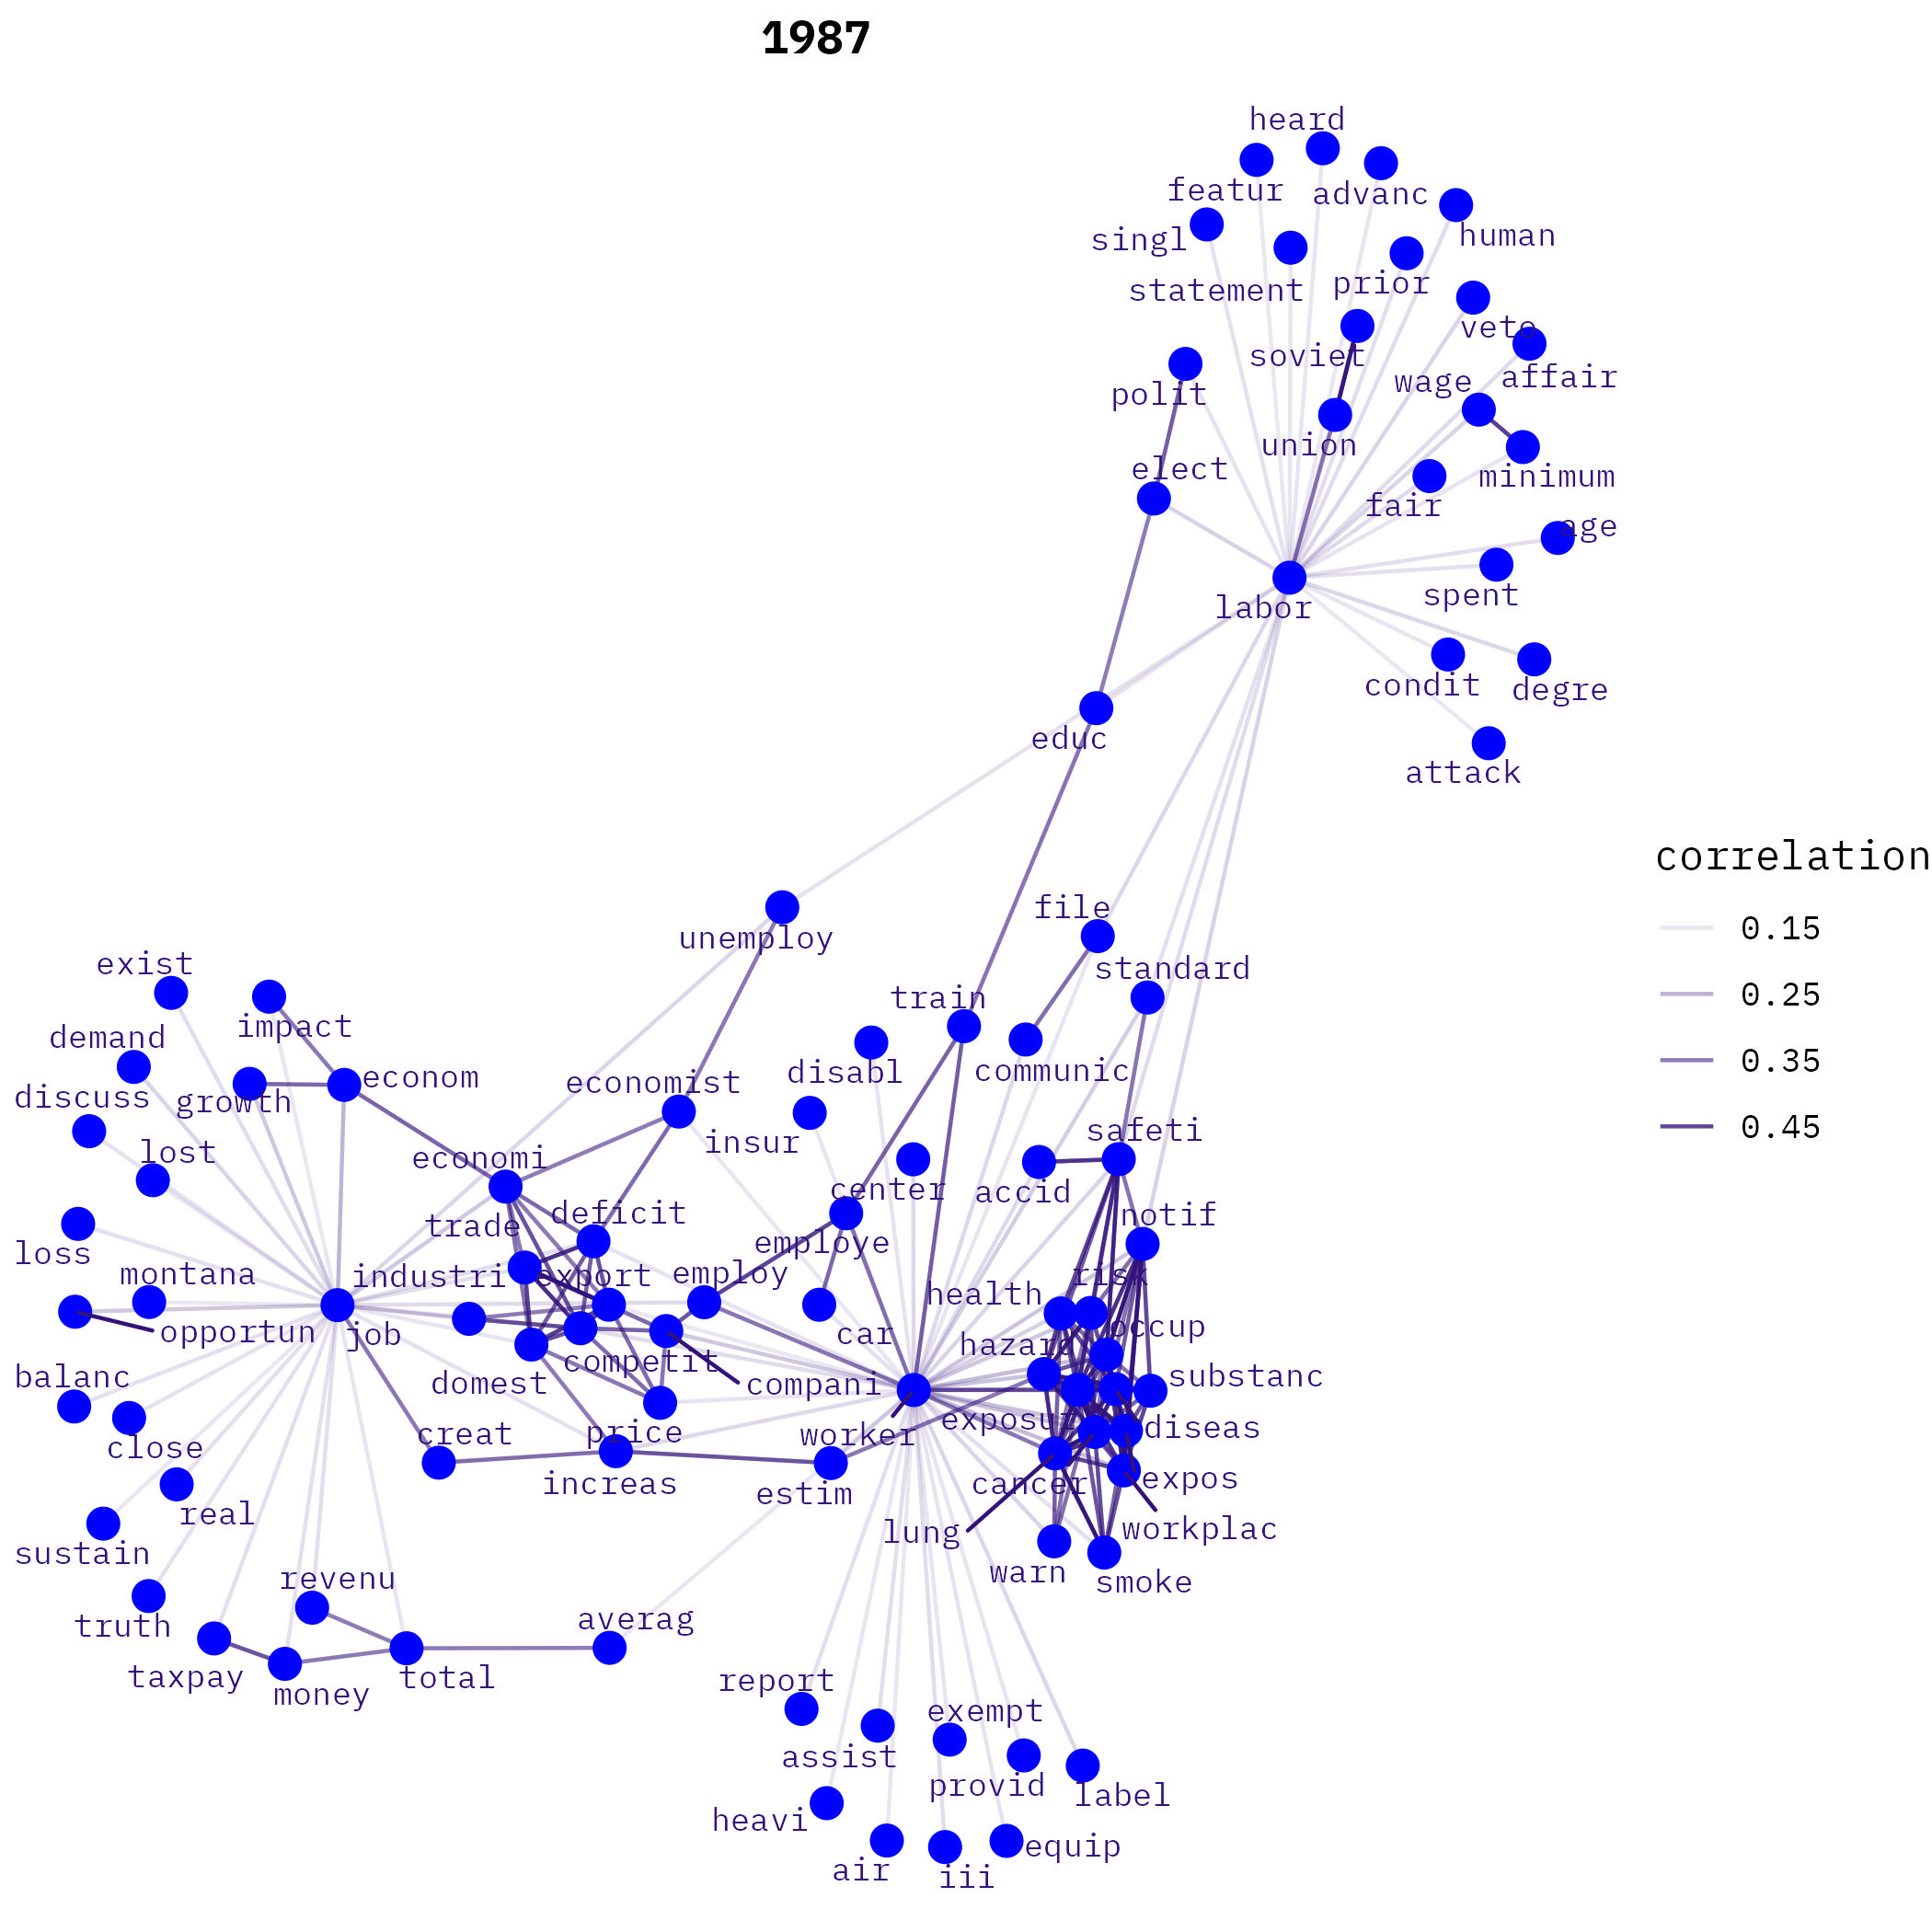 1987
heard
featur
advanc
singl
human
statement
prior
veto
soviet
affair
polit
wage
union
elect
minimum
fair
age
labor
spent
condit
degre
educ
attack
correlation
0.15
0.25
0.35
0.45
file
unemploy
standard
exist
train
impact
demand
disabl
communic
economist
econom
discuss
growth
insur
safeti
lost
economi
center
accid
deficit
notif
trade
employe
loss
montana
industri
export
employ
risk
health
opportun
job
car
occup
hazard
competit
balanc
domest
compani
substanc
exposur
diseas
close
creat
price
worker
increas
estim
cancer
expos
real
lung
workplac
sustain
warn
smoke
revenu
truth
averag
taxpay
money
total
report
exempt
assist
provid
label
heavi
air
iii
equip